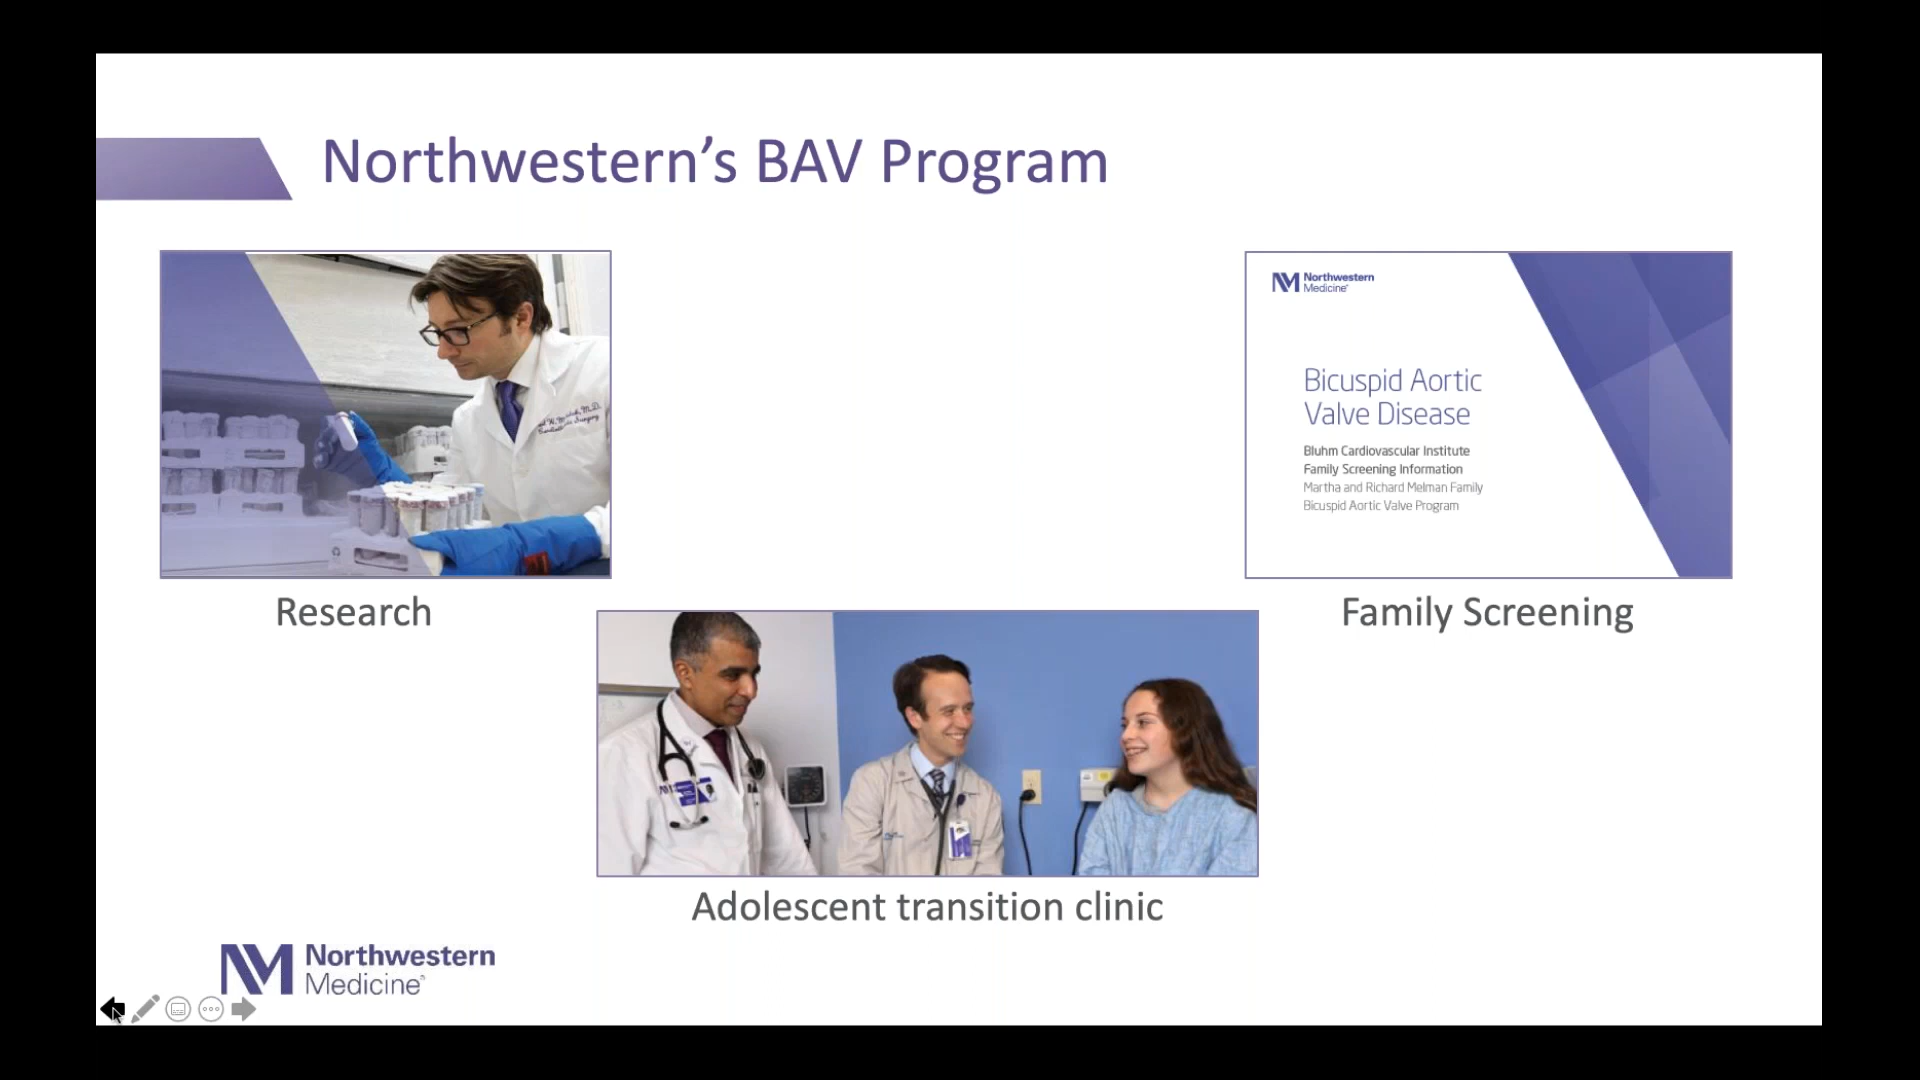 Northwestern’s BAV Program
Northwestern
Medicine
Bicuspid Aortic
Valve Disease
Bluhm Cardiovascular Institute
Family Screening Information
Martha and Richard Melman Family
Bicuspid Aortic Valve Program
Research
Family Screening
Adolescent transition clinic
Northwestern
Medicine